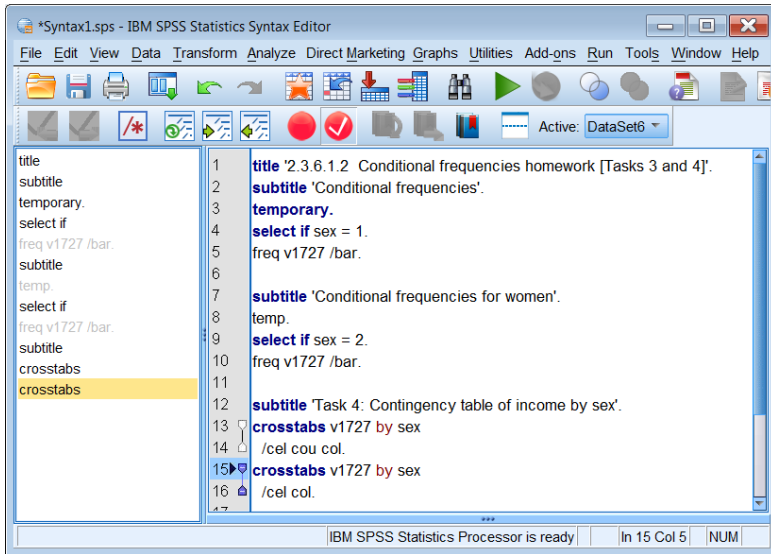 *Syntax1.sps - IBM SPSS Statistics Syntax Editor
File Edit View Data Transform Analyze Direct Marketing Graphs Utilities Add-ons Run Tools Window Help
Active: DataSet6
title
subtitle
temporary.
select if
freq v1727 /bar.
subtitle
temp.
select if
freq v1727 /bar.
subtitle
crosstabs
crosstabs
1 title '2.3.6.1.2 Conditional frequencies homework [Tasks 3 and 4]'.
2 subtitle 'Conditional frequencies'.
3 temporary.
4 select if sex = 1.
5 freq v1727 /bar.
6
7 subtitle 'Conditional frequencies for women'.
8 temp.
9 select if sex = 2.
10 freq v1727 /bar.
11
12 subtitle 'Task 4: Contingency table of income by sex'.
13 crosstabs v1727 by sex
14 /cel cou col.
15 crosstabs v1727 by sex
16 /cel col.
17
IBM SPSS Statistics Processor is ready In 15 Col 5 NUM